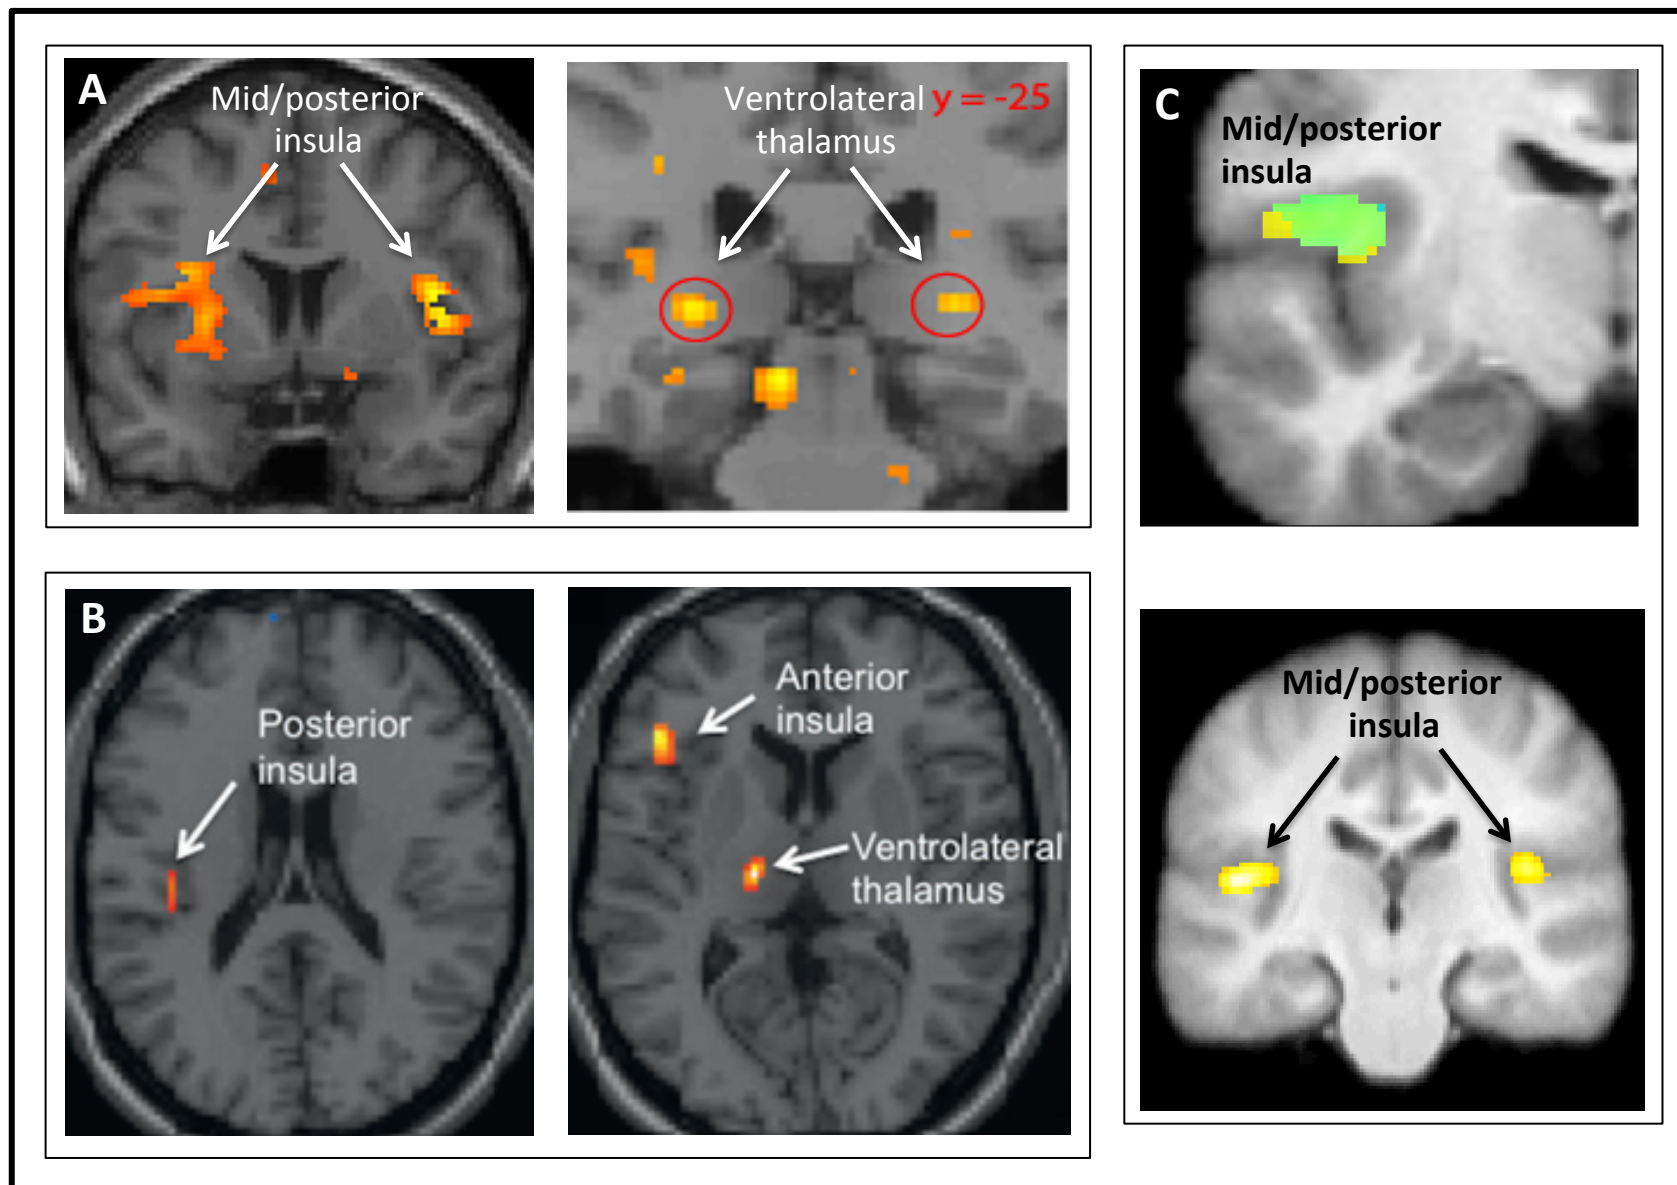 A
Mid/posterior
insula
Ventrolateral y = -25
thalamus
B
Posterior
insula
Anterior
insula
Ventrolateral
thalamus
C
Mid/posterior
insula
Mid/posterior
insula